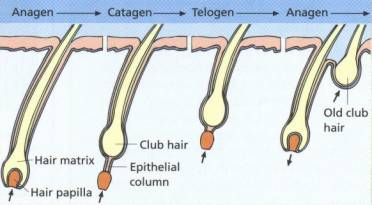 Anagen Catagen Telogen Anagen
Old club
hair
Club hair
Hair matrix
Epithelial
column
Hair papilla